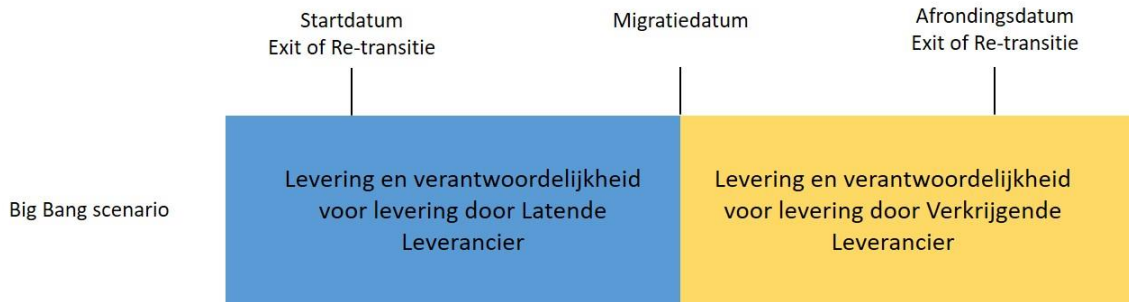 Startdatum
Exit of Re-transitie
Migratiedatum
Afrondingsdatum
Exit of Re-transitie
Big Bang scenario
Levering en verantwoordelijkheid
voor levering door Latende
Leverancier
Levering en verantwoordelijkheid
voor levering door Verkrijgende
Leverancier